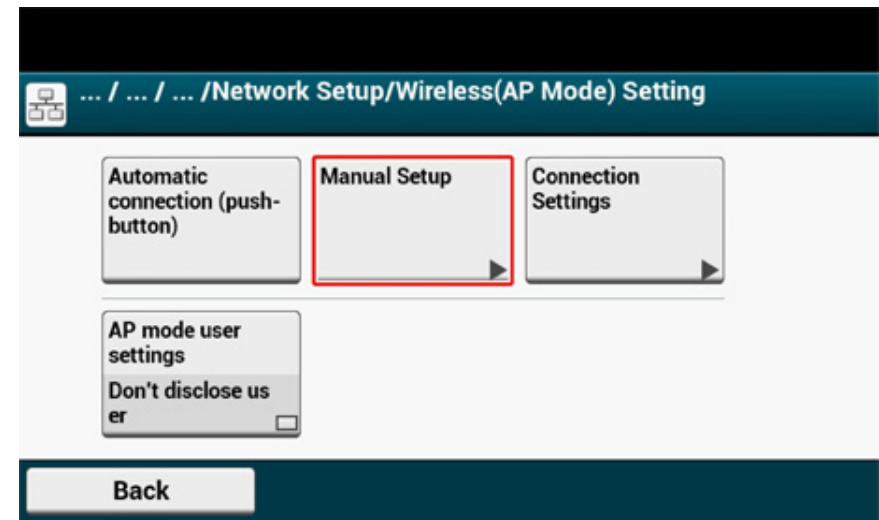 ... / ... / ... /Network Setup/Wireless(AP Mode) Setting
Automatic
connection (push-
button)
Manual Setup
Connection
Settings
AP mode user
settings
Don't disclose us
er
Back